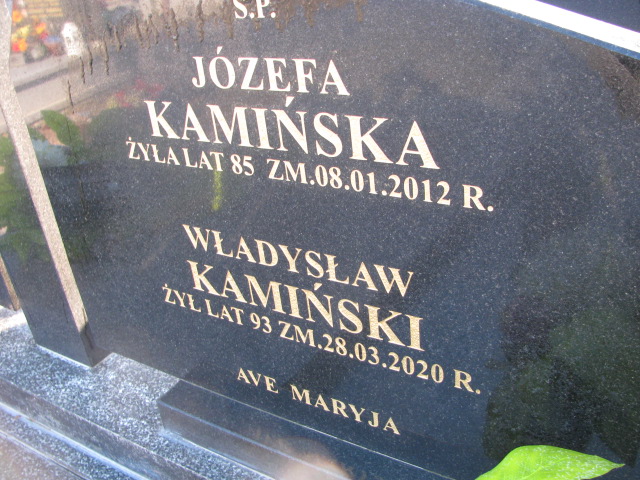 Ś.P.
JÓZEFA
KAMIŃSKA
ŻYŁA LAT 85 ZM.08.01.2012 R.
WŁADYSŁAW
KAMIŃSKI
ŻYŁ LAT 93 ZM.28.03.2020 R.
AVE MARYJA